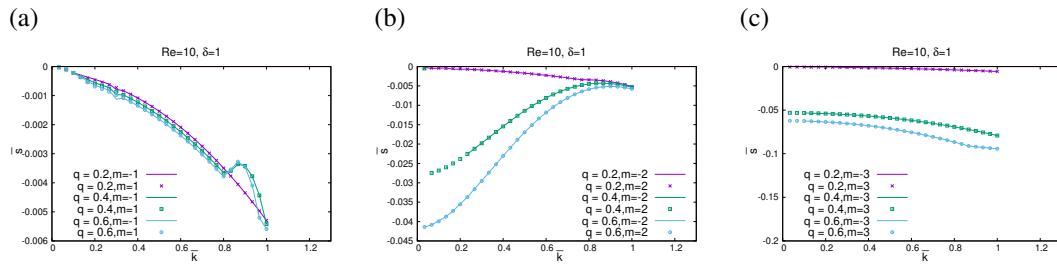 (a)
Re=10, δ=1
0
-0.001
-0.002
-0.003
-0.004
-0.005
-0.006
s
q = 0.2,m=-1
q = 0.2,m=1
q = 0.4,m=-1
q = 0.4,m=1
q = 0.6,m=-1
q = 0.6,m=1
0 0.2 0.4 0.6 0.8 1 1.2
k
(b)
Re=10, δ=1
0
-0.005
-0.01
-0.015
-0.02
-0.025
-0.03
-0.035
-0.04
-0.045
s
q = 0.2,m=-2
q = 0.2,m=2
q = 0.4,m=-2
q = 0.4,m=2
q = 0.6,m=-2
q = 0.6,m=2
0 0.2 0.4 0.6 0.8 1 1.2
k
(c)
Re=10, δ=1
0
-0.05
-0.1
-0.15
-0.2
s
q = 0.2,m=-3
q = 0.2,m=3
q = 0.4,m=-3
q = 0.4,m=3
q = 0.6,m=-3
q = 0.6,m=3
0 0.2 0.4 0.6 0.8 1 1.2
k